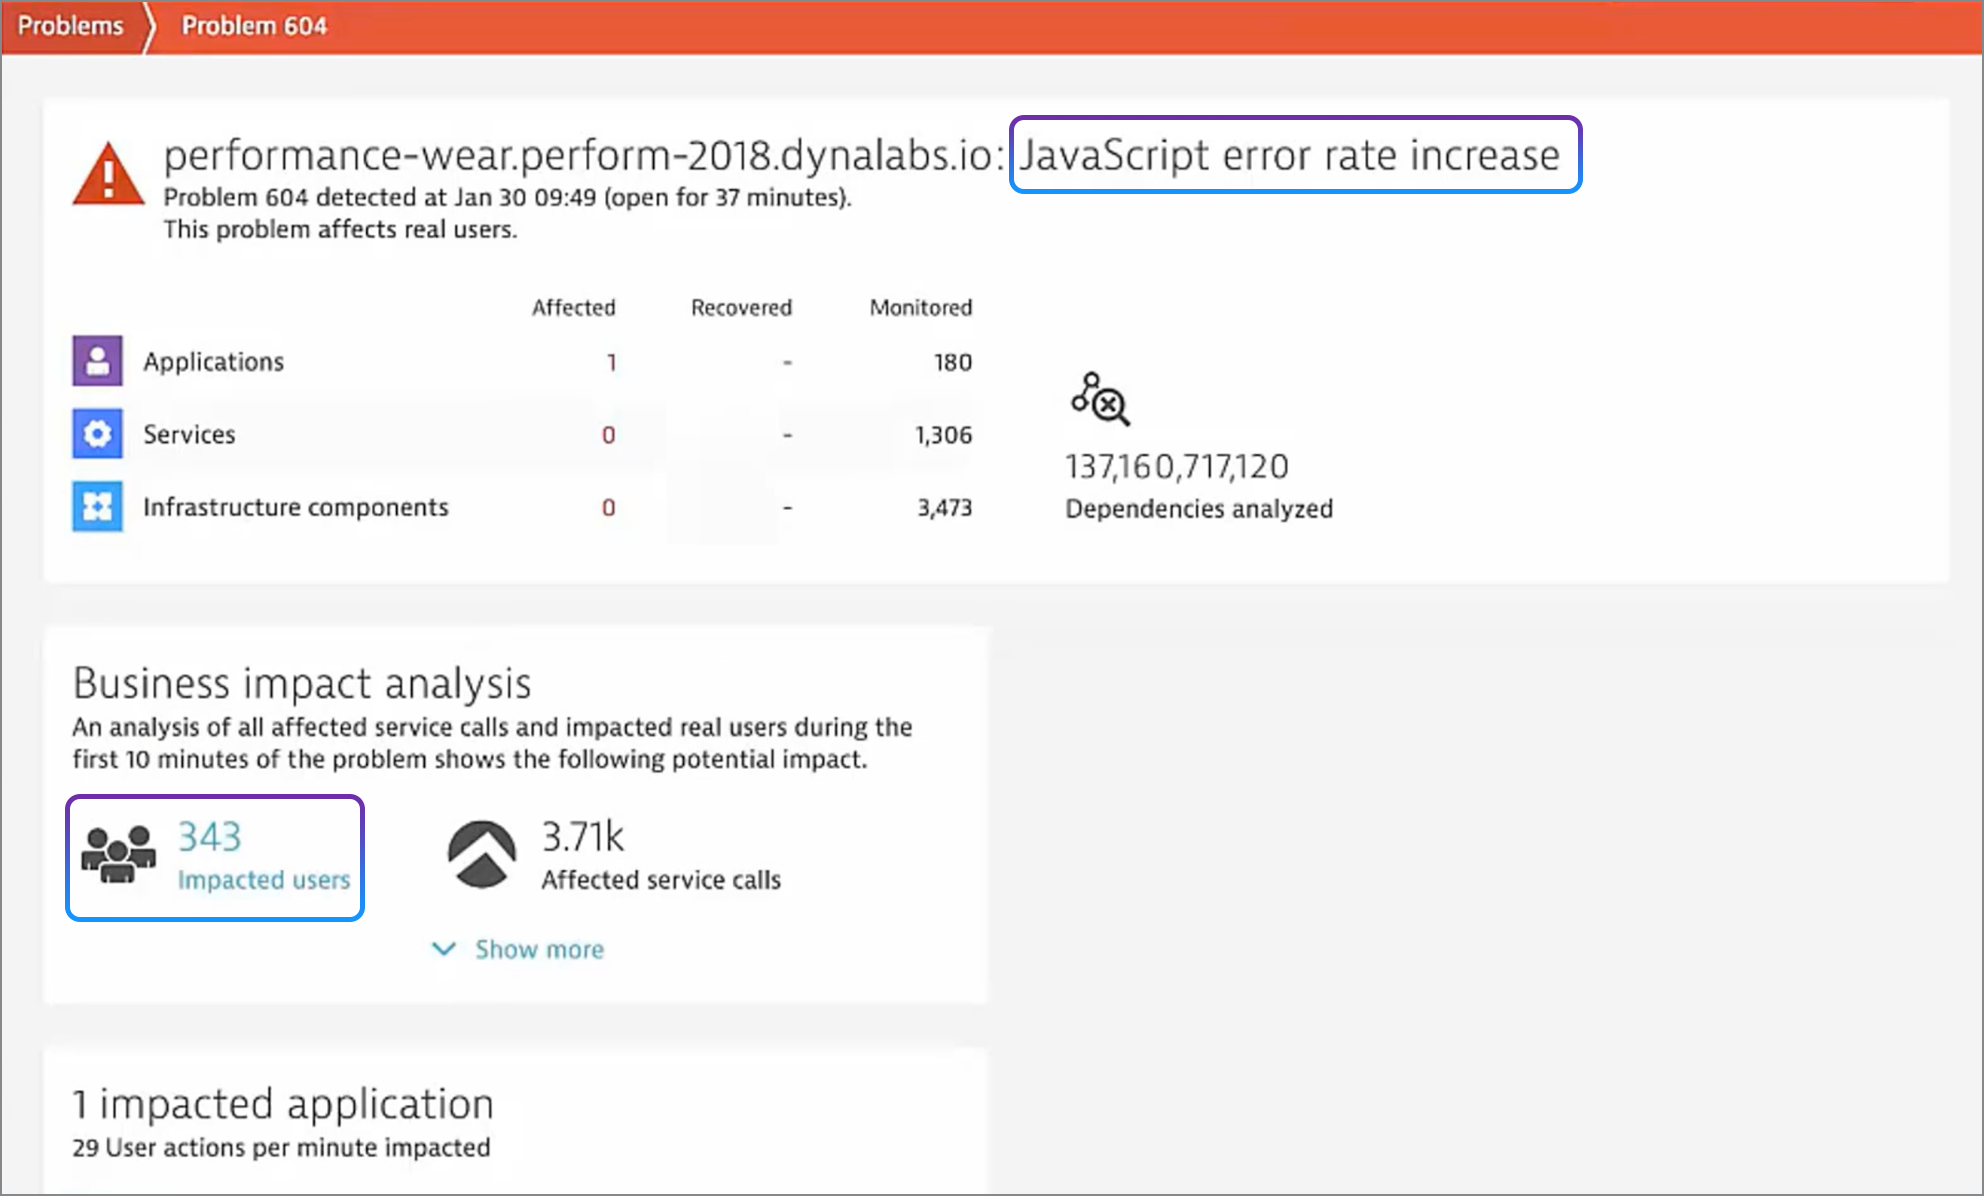 Problems
Problem 604
performance-wear.perform-2018.dynalabs.io: JavaScript error rate increase
Problem 604 detected at Jan 30 09:49 (open for 37 minutes).
This problem affects real users.
Affected Recovered Monitored
Applications 1 - 180
Services 0 - 1,306
Infrastructure components 0 - 3,473
137,160,717,120
Dependencies analyzed
Business impact analysis
An analysis of all affected service calls and impacted real users during the
first 10 minutes of the problem shows the following potential impact.
343
Impacted users
3.71k
Affected service calls
Show more
1 impacted application
29 User actions per minute impacted